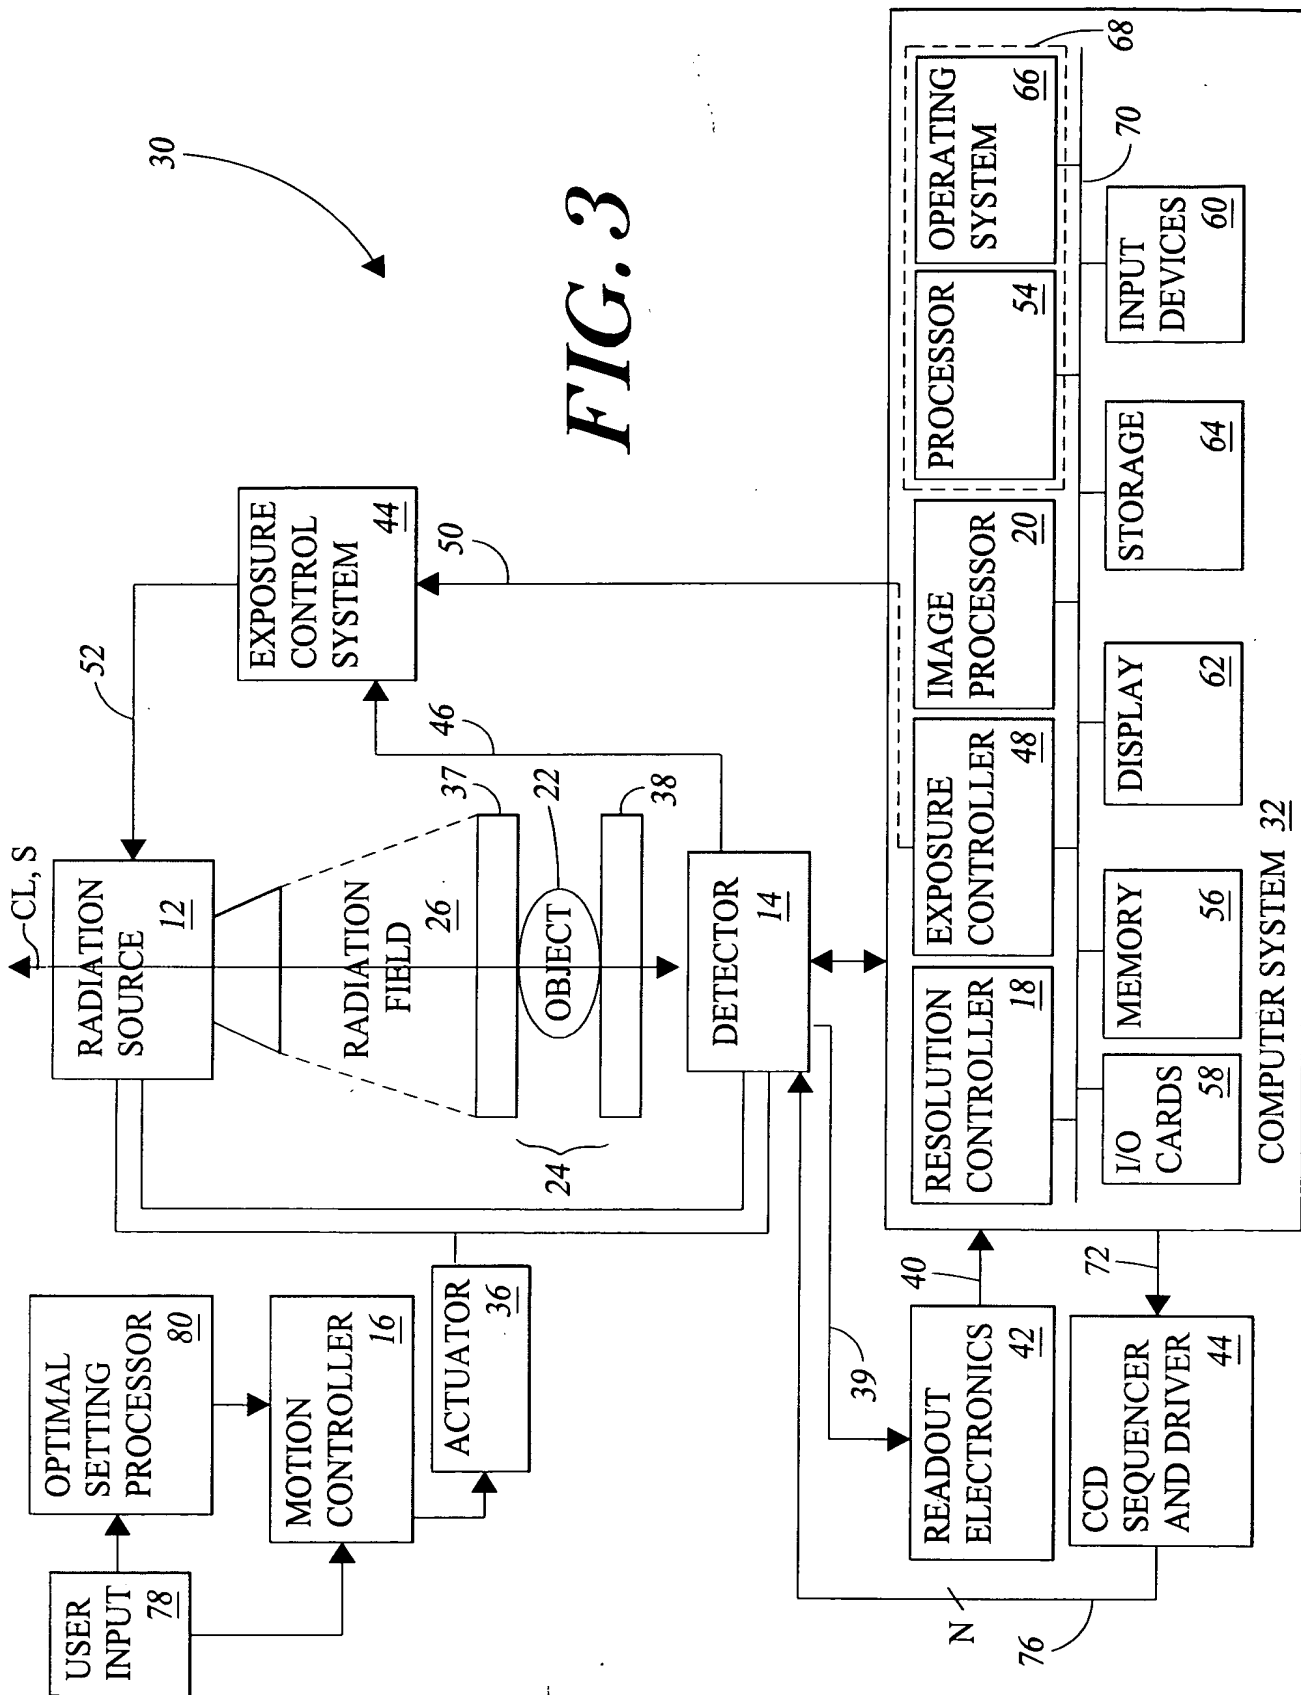 30
FIG. 3
CL, S
RADIATION
SOURCE
12
52
EXPOSURE
CONTROL
SYSTEM
44
50
46
RADIATION
FIELD
26
37
OBJECT
22
24
38
DETECTOR
14
USER
INPUT
78
OPTIMAL
SETTING
PROCESSOR
80
MOTION
CONTROLLER
16
ACTUATOR
36
39
READOUT
ELECTRONICS
42
40
CCD
SEQUENCER
AND DRIVER
44
72
N
76
RESOLUTION
CONTROLLER
18
EXPOSURE
CONTROLLER
48
IMAGE
PROCESSOR
20
PROCESSOR
54
OPERATING
SYSTEM
66
68
70
I/O
CARDS
58
MEMORY
56
DISPLAY
62
STORAGE
64
INPUT
DEVICES
60
COMPUTER SYSTEM 32